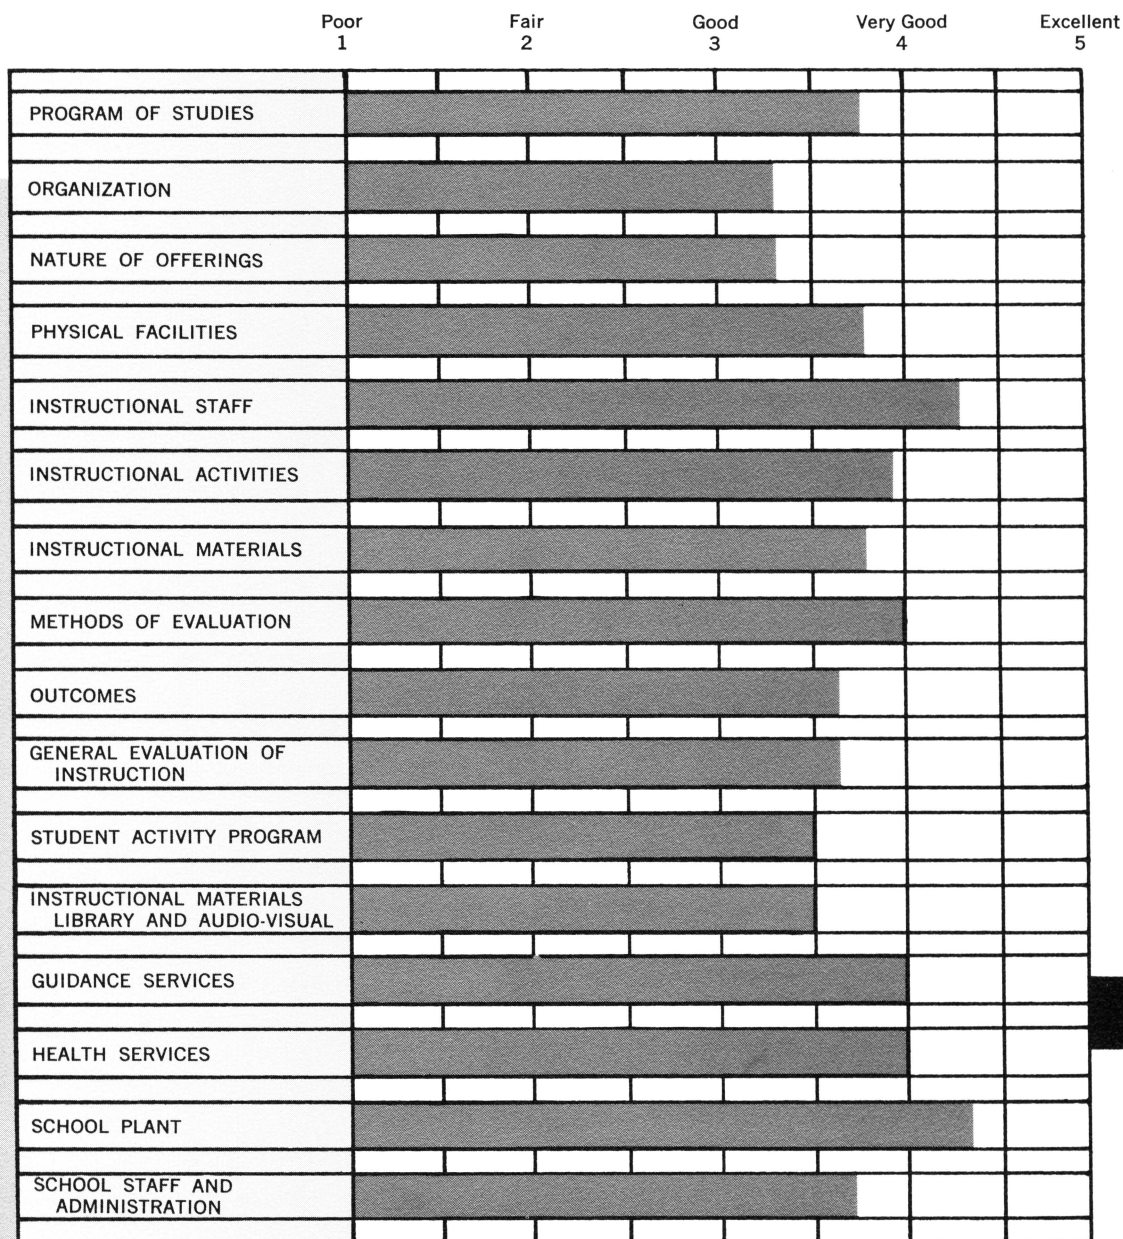 Poor Fair Good Very Good Excellent
1 2 3 4 5
PROGRAM OF STUDIES
ORGANIZATION
NATURE OF OFFERINGS
PHYSICAL FACILITIES
INSTRUCTIONAL STAFF
INSTRUCTIONAL ACTIVITIES
INSTRUCTIONAL MATERIALS
METHODS OF EVALUATION
OUTCOMES
GENERAL EVALUATION OF
INSTRUCTION
STUDENT ACTIVITY PROGRAM
INSTRUCTIONAL MATERIALS
LIBRARY AND AUDIO-VISUAL
GUIDANCE SERVICES
HEALTH SERVICES
SCHOOL PLANT
SCHOOL STAFF AND
ADMINISTRATION